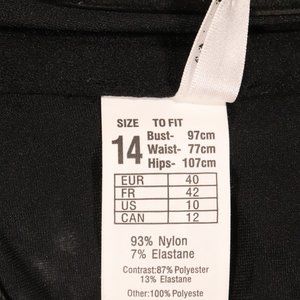 SIZE TO FIT
14 Bust- 97cm
Waist- 77cm
Hips- 107cm
EUR 40
FR 42
US 10
CAN 12
93% Nylon
7% Elastane
Contrast:87% Polyester
13% Elastane
Other:100% Polyeste